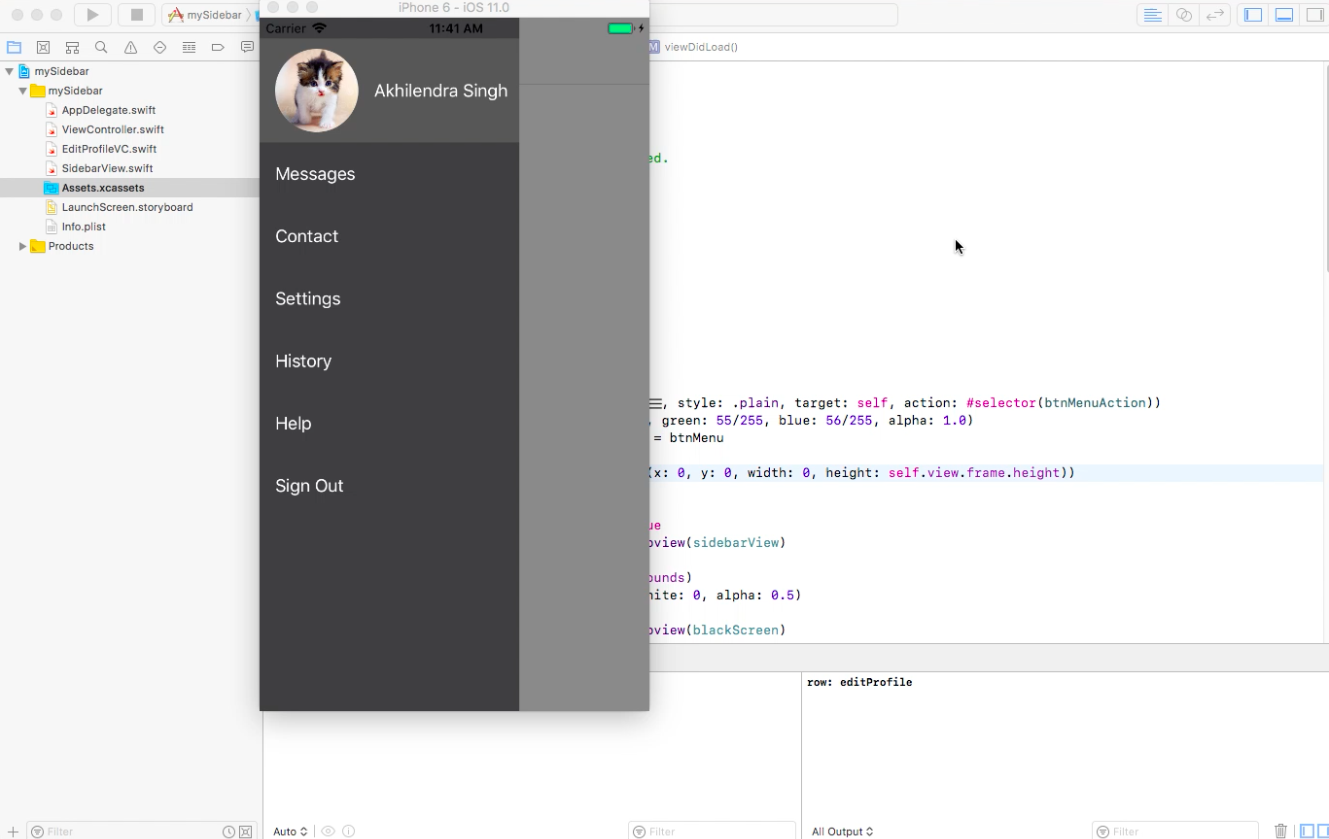 mySidebar
iPhone 6 - iOS 11.0
Carrier
11:41 AM
viewDidLoad()
mySidebar
mySidebar
AppDelegate.swift
ViewController.swift
EditProfileVC.swift
SidebarView.swift
Assets.xcassets
LaunchScreen.storyboard
Info.plist
Products
Akhilendra Singh
Messages
Contact
Settings
History
Help
Sign Out
ed.
, style: .plain, target: self, action: #selector(btnMenuAction))
, green: 55/255, blue: 56/255, alpha: 1.0)
= btnMenu
(x: 0, y: 0, width: 0, height: self.view.frame.height))
ue
bview(sidebarView)
ounds)
hite: 0, alpha: 0.5)
bview(blackScreen)
row: editProfile
Filter
Auto
Filter
All Output
Filter